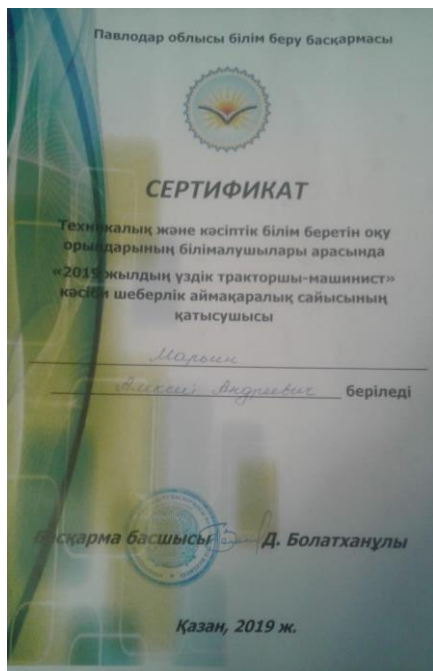 Павлодар облысы білім беру басқармасы
СЕРТИФИКАТ
Техникалық және кәсіптік білім беретін оқу
орындарының білімалушылары арасында
«2019 жылдың үздік тракторшы-машинист»
кәсіби шеберлік аймақаралық сайысының
қатысушысы
Марьин
Алексей Андреевич беріледі
Басқарма басшысы Д. Болатханұлы
Қазан, 2019 ж.